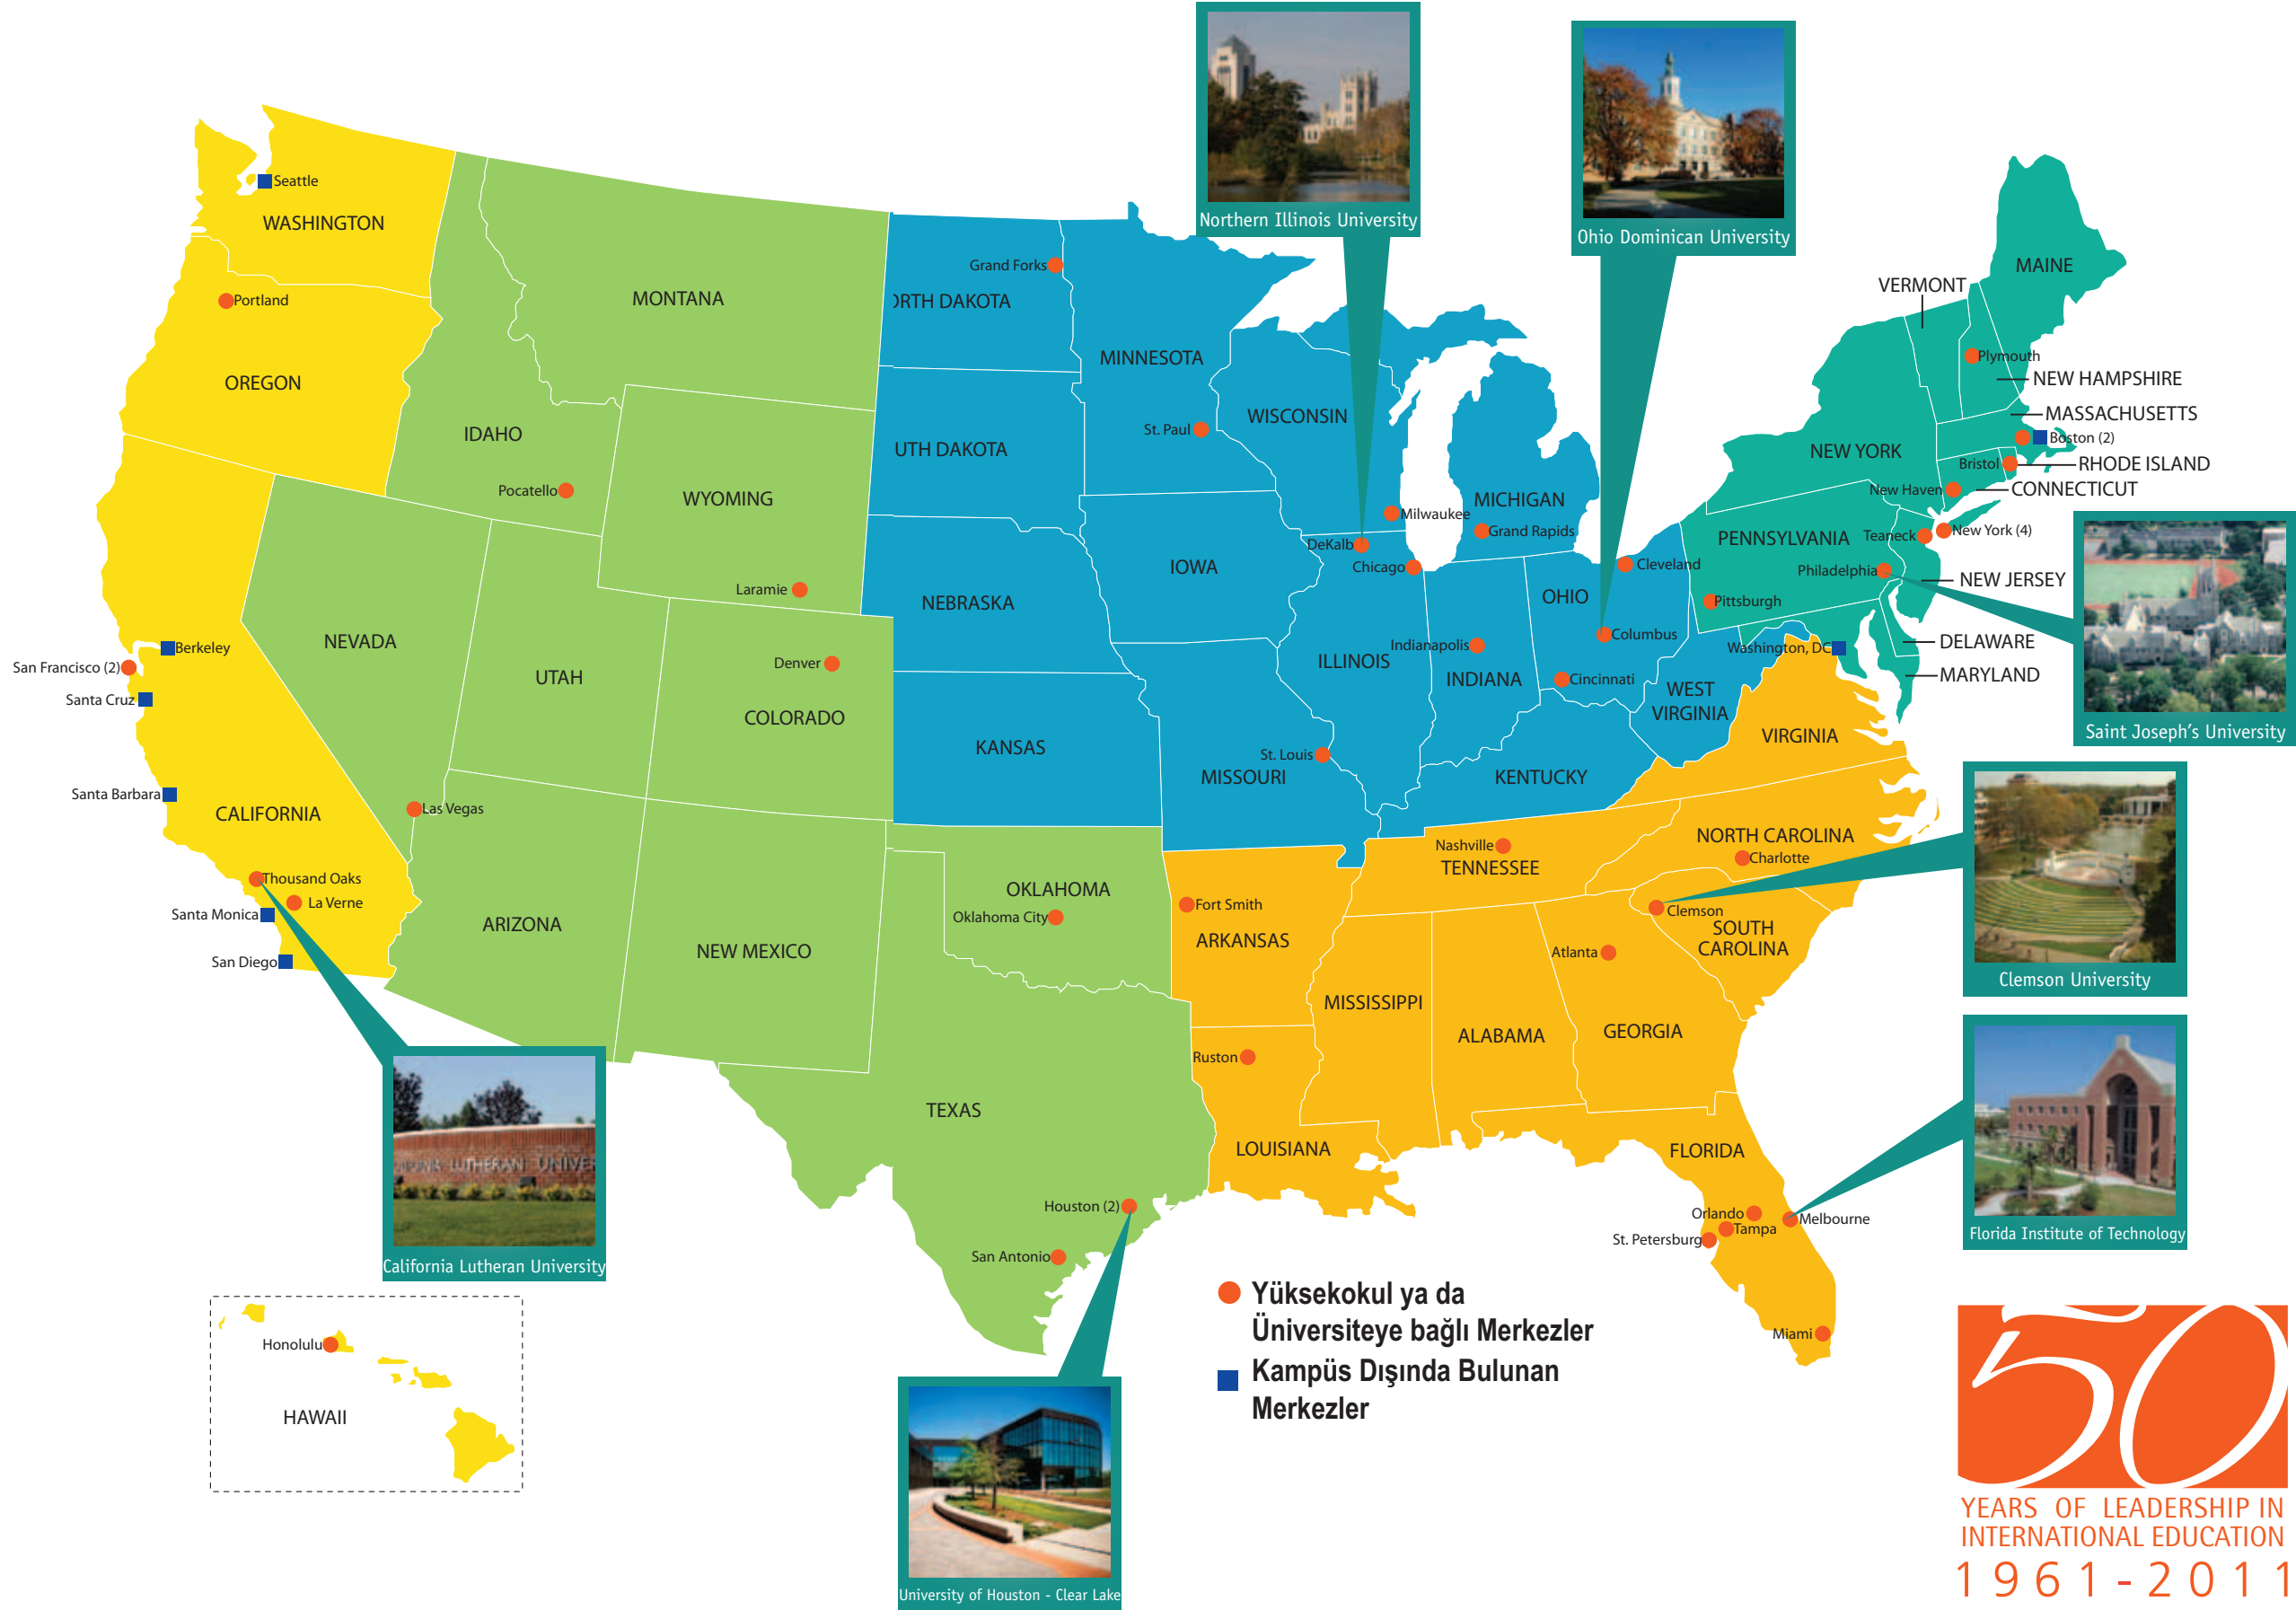 Northern Illinois University
Ohio Dominican University
Seattle
WASHINGTON
Portland
OREGON
MONTANA
IDAHO
Pocatello
WYOMING
Laramie
Grand Forks
ORTH DAKOTA
UTH DAKOTA
MINNESOTA
St. Paul
WISCONSIN
Milwaukee
MICHIGAN
Grand Rapids
MAINE
VERMONT
Plymouth
NEW HAMPSHIRE
MASSACHUSETTS
Boston (2)
NEW YORK
Bristol
RHODE ISLAND
New Haven
CONNECTICUT
New York (4)
Teaneck
PENNSYLVANIA
Philadelphia
NEW JERSEY
Pittsburgh
DELAWARE
Washington, DC
MARYLAND
Saint Joseph's University
DeKalb
Chicago
IOWA
NEBRASKA
Cleveland
OHIO
Columbus
Indianapolis
ILLINOIS
INDIANA
Cincinnati
WEST
VIRGINIA
VIRGINIA
Berkeley
San Francisco (2)
Santa Cruz
NEVADA
UTAH
Denver
COLORADO
KANSAS
St. Louis
MISSOURI
KENTUCKY
Santa Barbara
CALIFORNIA
Las Vegas
Thousand Oaks
La Verne
Santa Monica
San Diego
ARIZONA
NEW MEXICO
OKLAHOMA
Oklahoma City
Fort Smith
ARKANSAS
Nashville
TENNESSEE
NORTH CAROLINA
Charlotte
Clemson
SOUTH
CAROLINA
Clemson University
Atlanta
MISSISSIPPI
ALABAMA
GEORGIA
Ruston
TEXAS
LOUISIANA
FLORIDA
Houston (2)
San Antonio
Orlando
Tampa
St. Petersburg
Melbourne
Miami
Florida Institute of Technology
LUTHERAN
California Lutheran University
Honolulu
HAWAII
University of Houston - Clear Lake
Yüksekokul ya da
Üniversiteye bağlı Merkezler
Kampüs Dışında Bulunan
Merkezler
50
YEARS OF LEADERSHIP IN
INTERNATIONAL EDUCATION
1961-2011